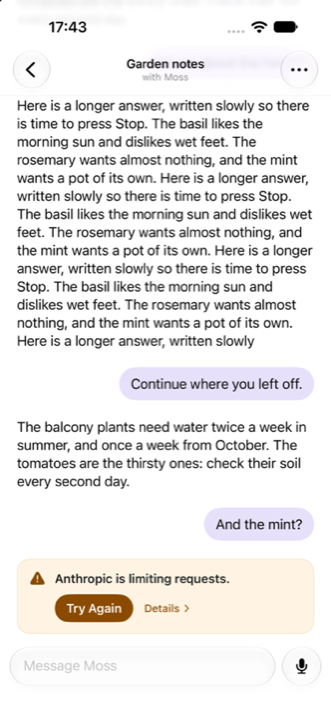 17:43
Garden notes
with Moss
Here is a longer answer, written slowly so there
is time to press Stop. The basil likes the
morning sun and dislikes wet feet. The
rosemary wants almost nothing, and the mint
wants a pot of its own. Here is a longer answer,
written slowly so there is time to press Stop.
The basil likes the morning sun and dislikes wet
feet. The rosemary wants almost nothing, and
the mint wants a pot of its own. Here is a longer
answer, written slowly so there is time to press
Stop. The basil likes the morning sun and
dislikes wet feet. The rosemary wants almost
nothing, and the mint wants a pot of its own.
Here is a longer answer, written slowly
Continue where you left off.
The balcony plants need water twice a week in
summer, and once a week from October. The
tomatoes are the thirsty ones: check their soil
every second day.
And the mint?
Anthropic is limiting requests.
Try Again
Details >
Message Moss